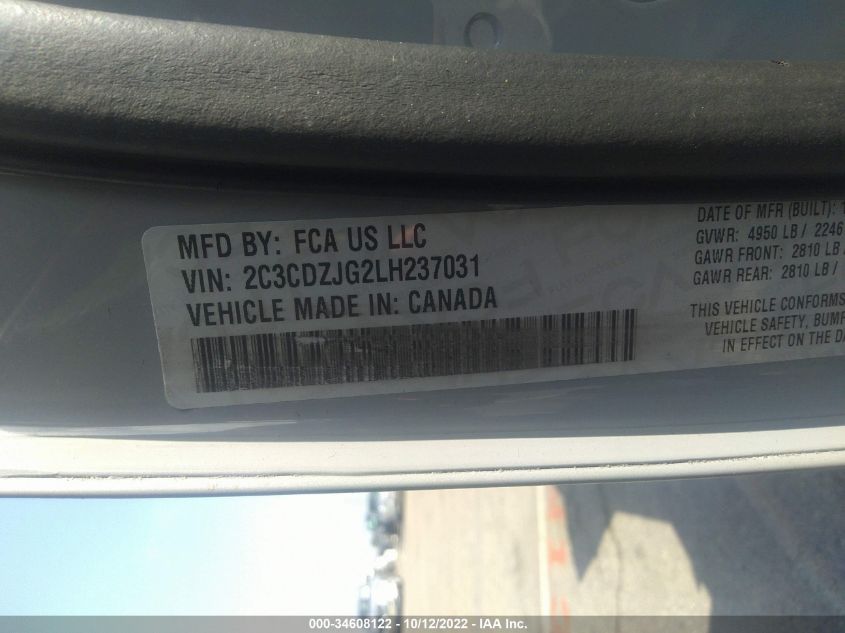 MFD BY: FCA US LLC
VIN: 2C3CDZJG2LH237031
VEHICLE MADE IN: CANADA
DATE OF MFR (BUILT):
GVWR: 4950 LB / 2246
GAWR FRONT: 2810 LB
GAWR REAR: 2810 LB /
THIS VEHICLE CONFORMS
VEHICLE SAFETY, BUMP
IN EFFECT ON THE DA
000-34608122 - 10/12/2022 - IAA Inc.